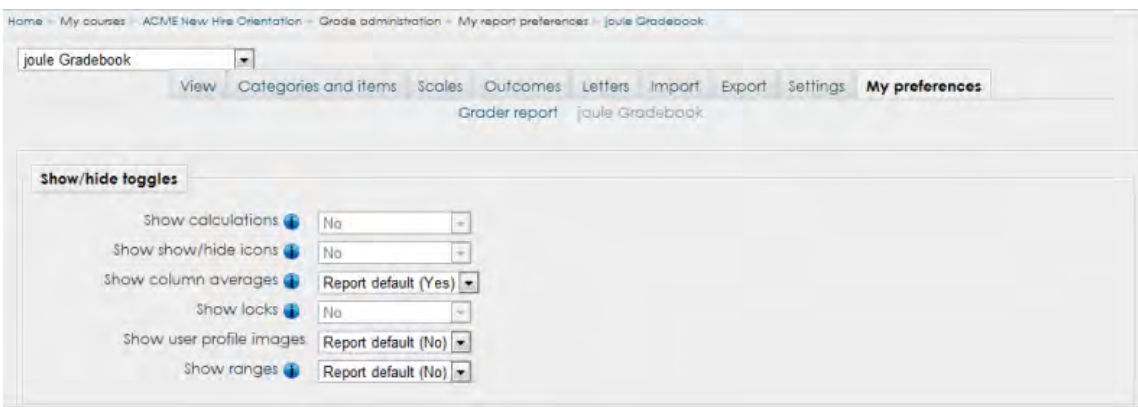 Home – My courses – ACME New Hire Orientation – Grade administration – My report preferences – joule Gradebook
joule Gradebook
View Categories and items Scales Outcomes Letters Import Export Settings My preferences
Grader report joule Gradebook
Show/hide toggles
Show calculations No
Show show/hide icons No
Show column averages Report default (Yes)
Show locks No
Show user profile images Report default (No)
Show ranges Report default (No)